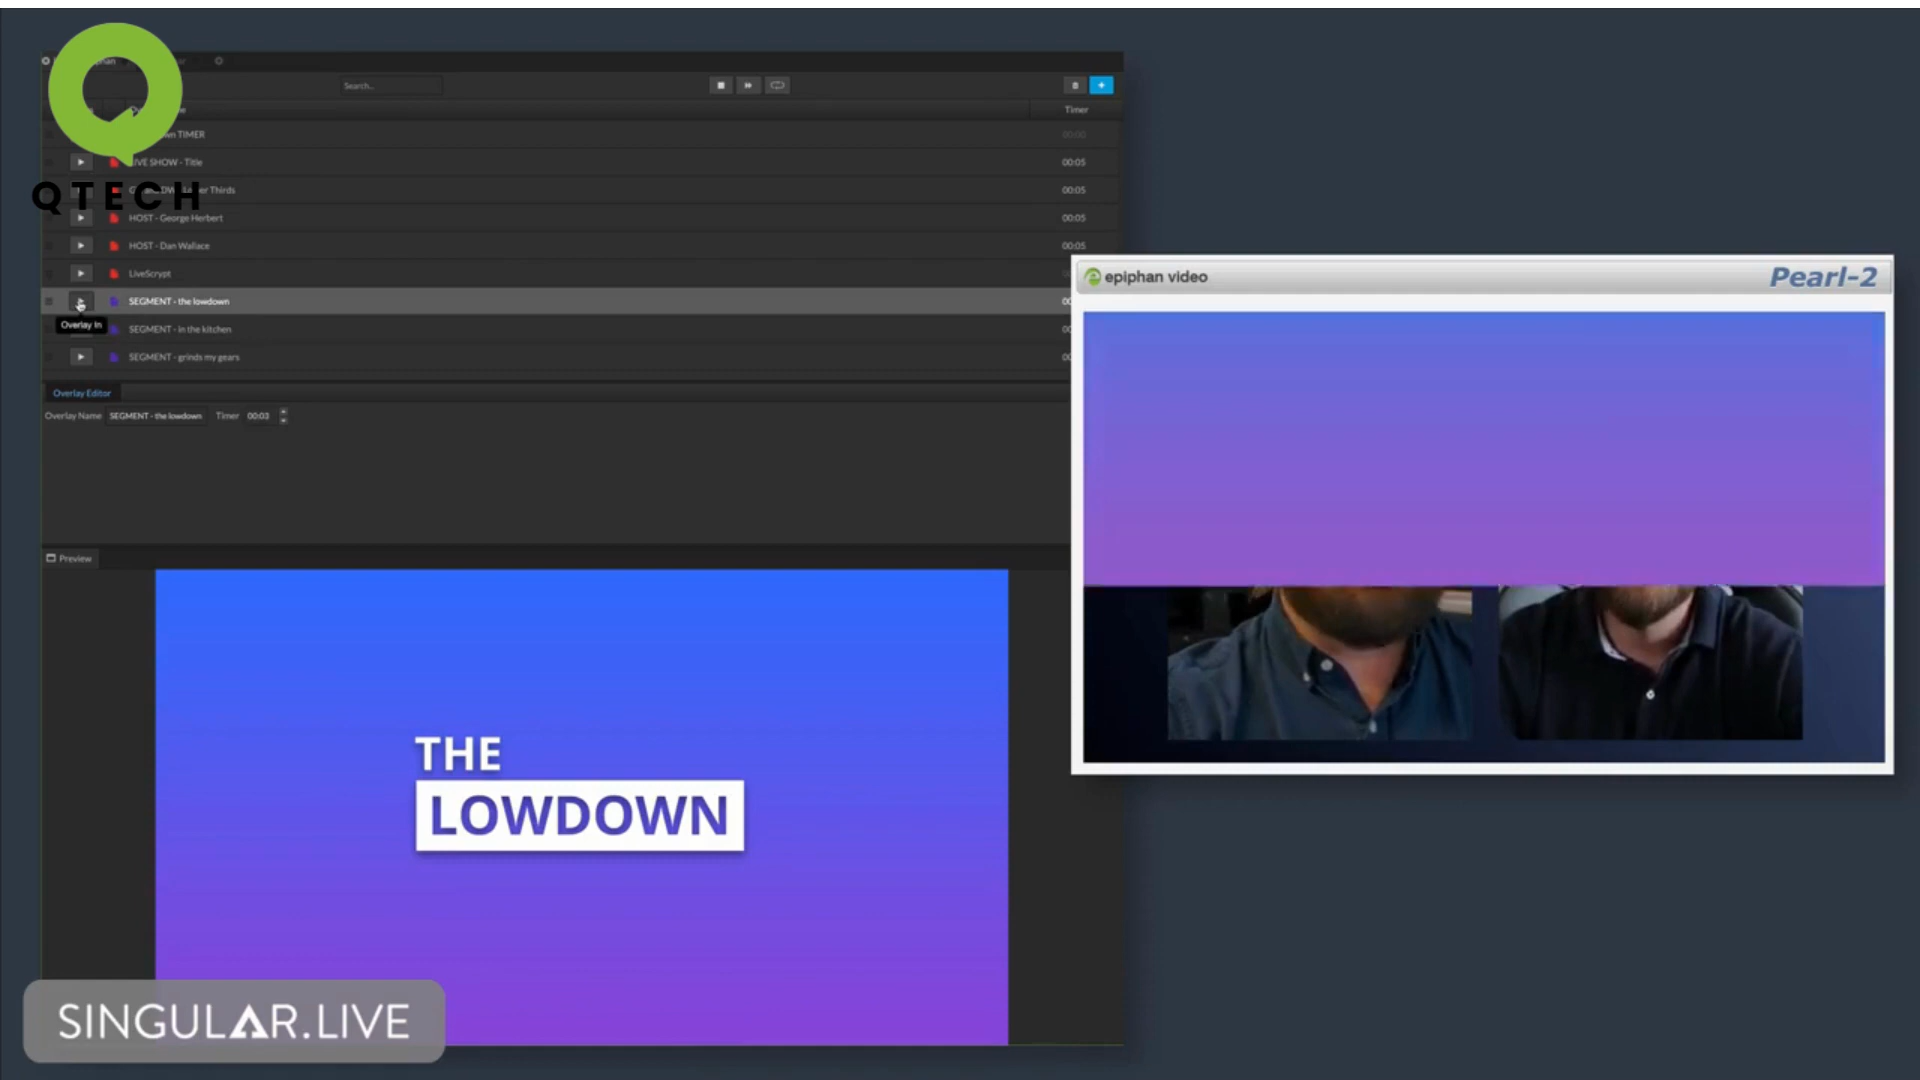 QTECH
Search...
Timer
TIMER
00:00
LIVE SHOW - Title
00:05
Lower Thirds
00:05
HOST - George Herbert
00:05
HOST - Dan Wallace
00:05
LiveScrypt
SEGMENT - the lowdown
Overlay In
SEGMENT - in the kitchen
SEGMENT - grinds my gears
Overlay Editor
Overlay Name SEGMENT - the lowdown Timer 00:03
Preview
THE
LOWDOWN
SINGULAR.LIVE
epiphan video
Pearl-2